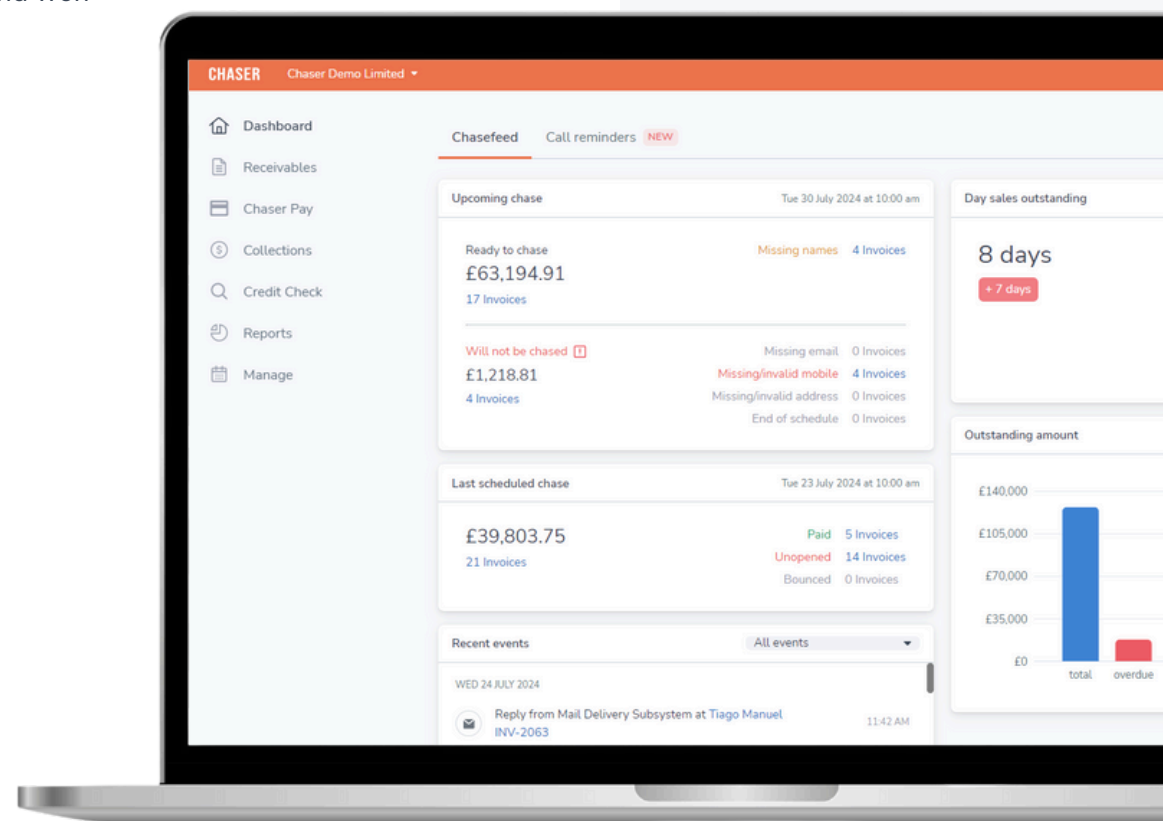 CHASER Chaser Demo Limited
Dashboard
Receivables
Chaser Pay
Collections
Credit Check
Reports
Manage
Chasefeed Call reminders NEW
Upcoming chase Tue 30 July 2024 at 10:00 am
Ready to chase Missing names 4 Invoices
£63,194.91
17 Invoices
Will not be chased Missing email 0 Invoices
£1,218.81 Missing/invalid mobile 4 Invoices
4 Invoices Missing/invalid address 0 Invoices
End of schedule 0 Invoices
Last scheduled chase Tue 23 July 2024 at 10:00 am
£39,803.75 Paid 5 Invoices
21 Invoices Unopened 14 Invoices
Bounced 0 Invoices
Recent events All events
WED 24 JULY 2024
Reply from Mail Delivery Subsystem at Tiago Manuel
INV-2063 11:42 AM
Day sales outstanding
8 days
+ 7 days
Outstanding amount
£140,000
£105,000
£70,000
£35,000
£0
total overdue